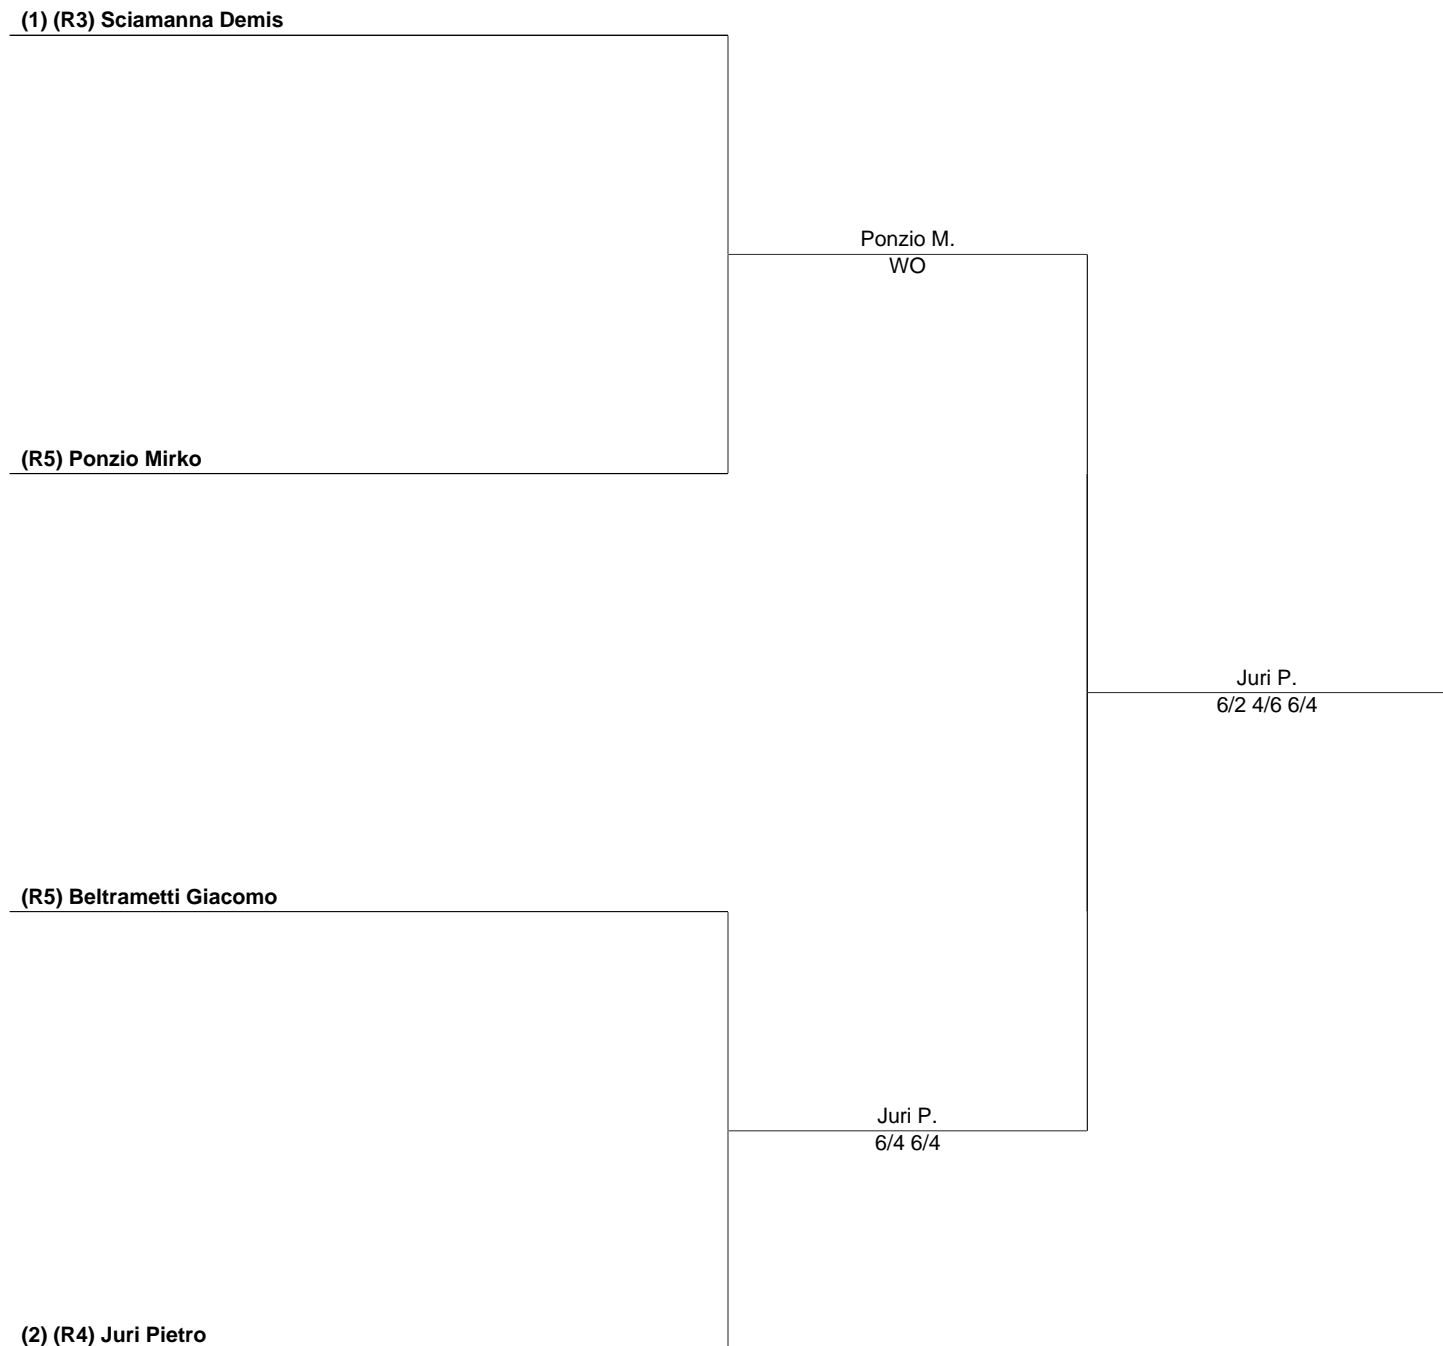 (1) (R3) Sciamanna Demis
Ponzio M.
WO
(R5) Ponzio Mirko
Juri P.
6/2 4/6 6/4
(R5) Beltrametti Giacomo
Juri P.
6/4 6/4
(2) (R4) Juri Pietro